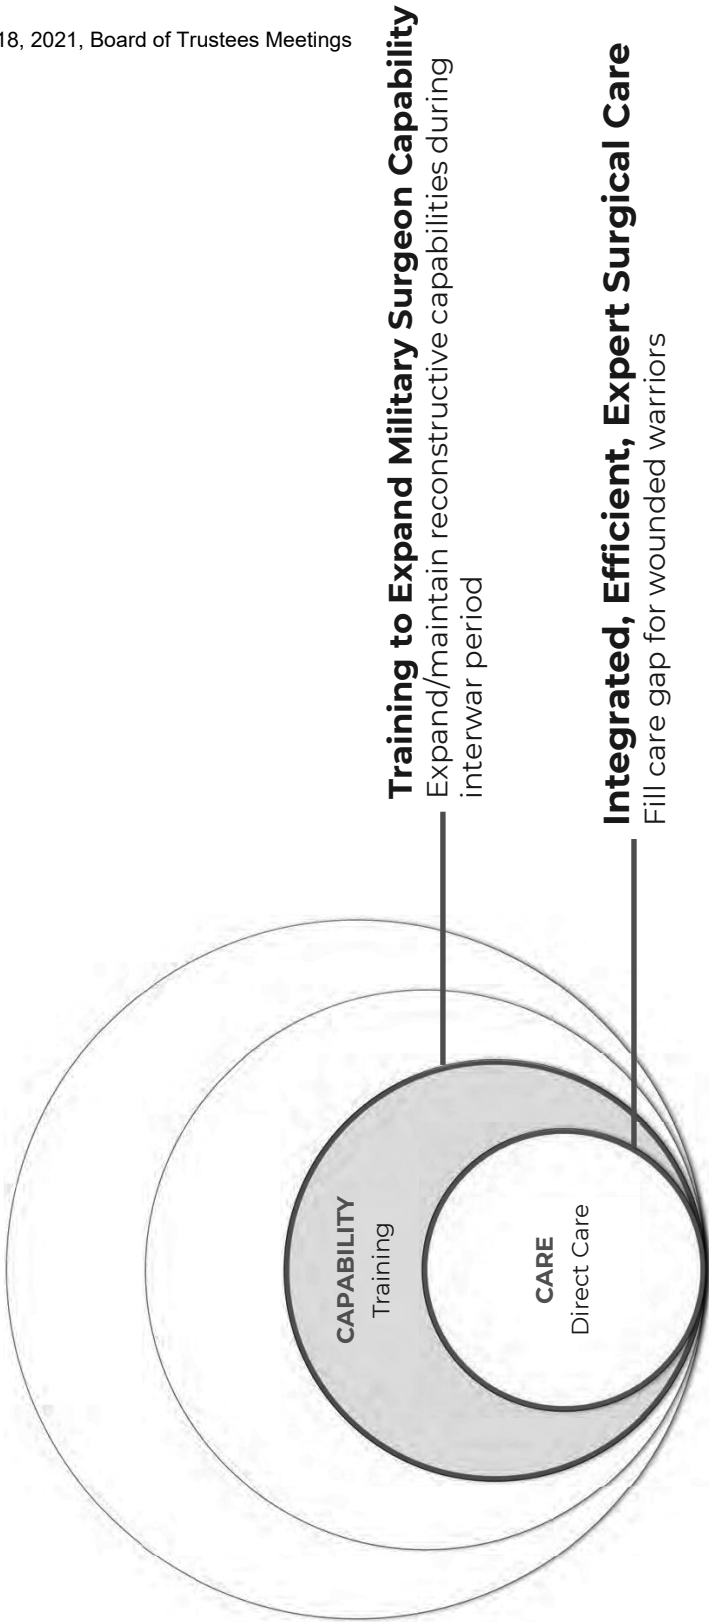 18, 2021, Board of Trustees Meetings
CAPABILITY
Training
CARE
Direct Care
Training to Expand Military Surgeon Capability
Expand/maintain reconstructive capabilities during
interwar period
Integrated, Efficient, Expert Surgical Care
Fill care gap for wounded warriors